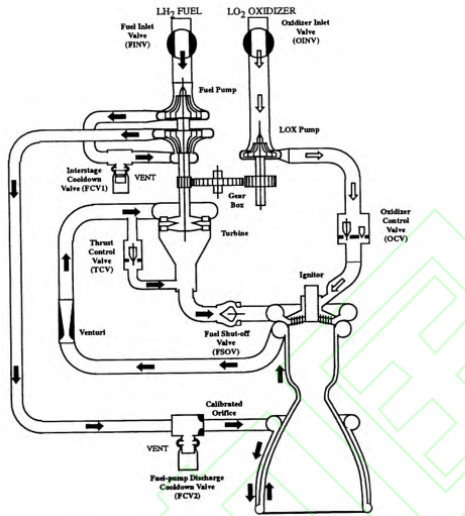 LH2 FUEL
LO2 OXIDIZER
Fuel Inlet
Valve
(FINV)
Oxidizer Inlet
Valve
(OINV)
Fuel Pump
LOX Pump
Interstage
Cooldown
Valve (FCV1)
VENT
Gear
Box
Oxidizer
Control
Valve
(OCV)
Turbine
Thrust
Control
Valve
(TCV)
Ignitor
Venturi
Fuel Shut-off
Valve
(FSOV)
Calibrated
Orifice
VENT
Fuel-pump Discharge
Cooldown Valve
(FCV2)